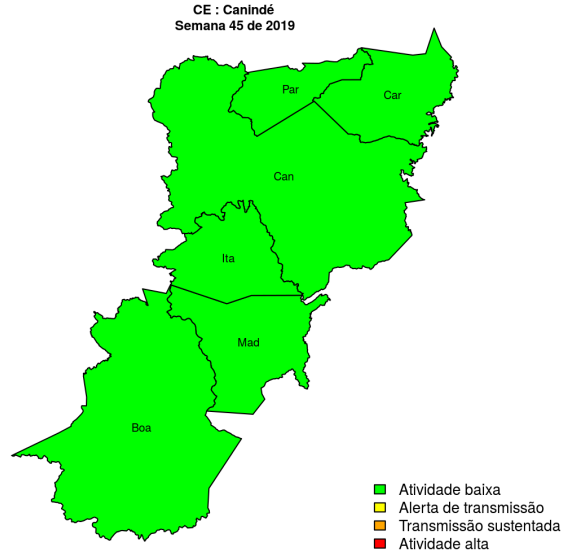 CE : Canindé
Semana 45 de 2019
Par
Car
Can
Ita
Mad
Boa
Atividade baixa
Alerta de transmissão
Transmissão sustentada
Atividade alta